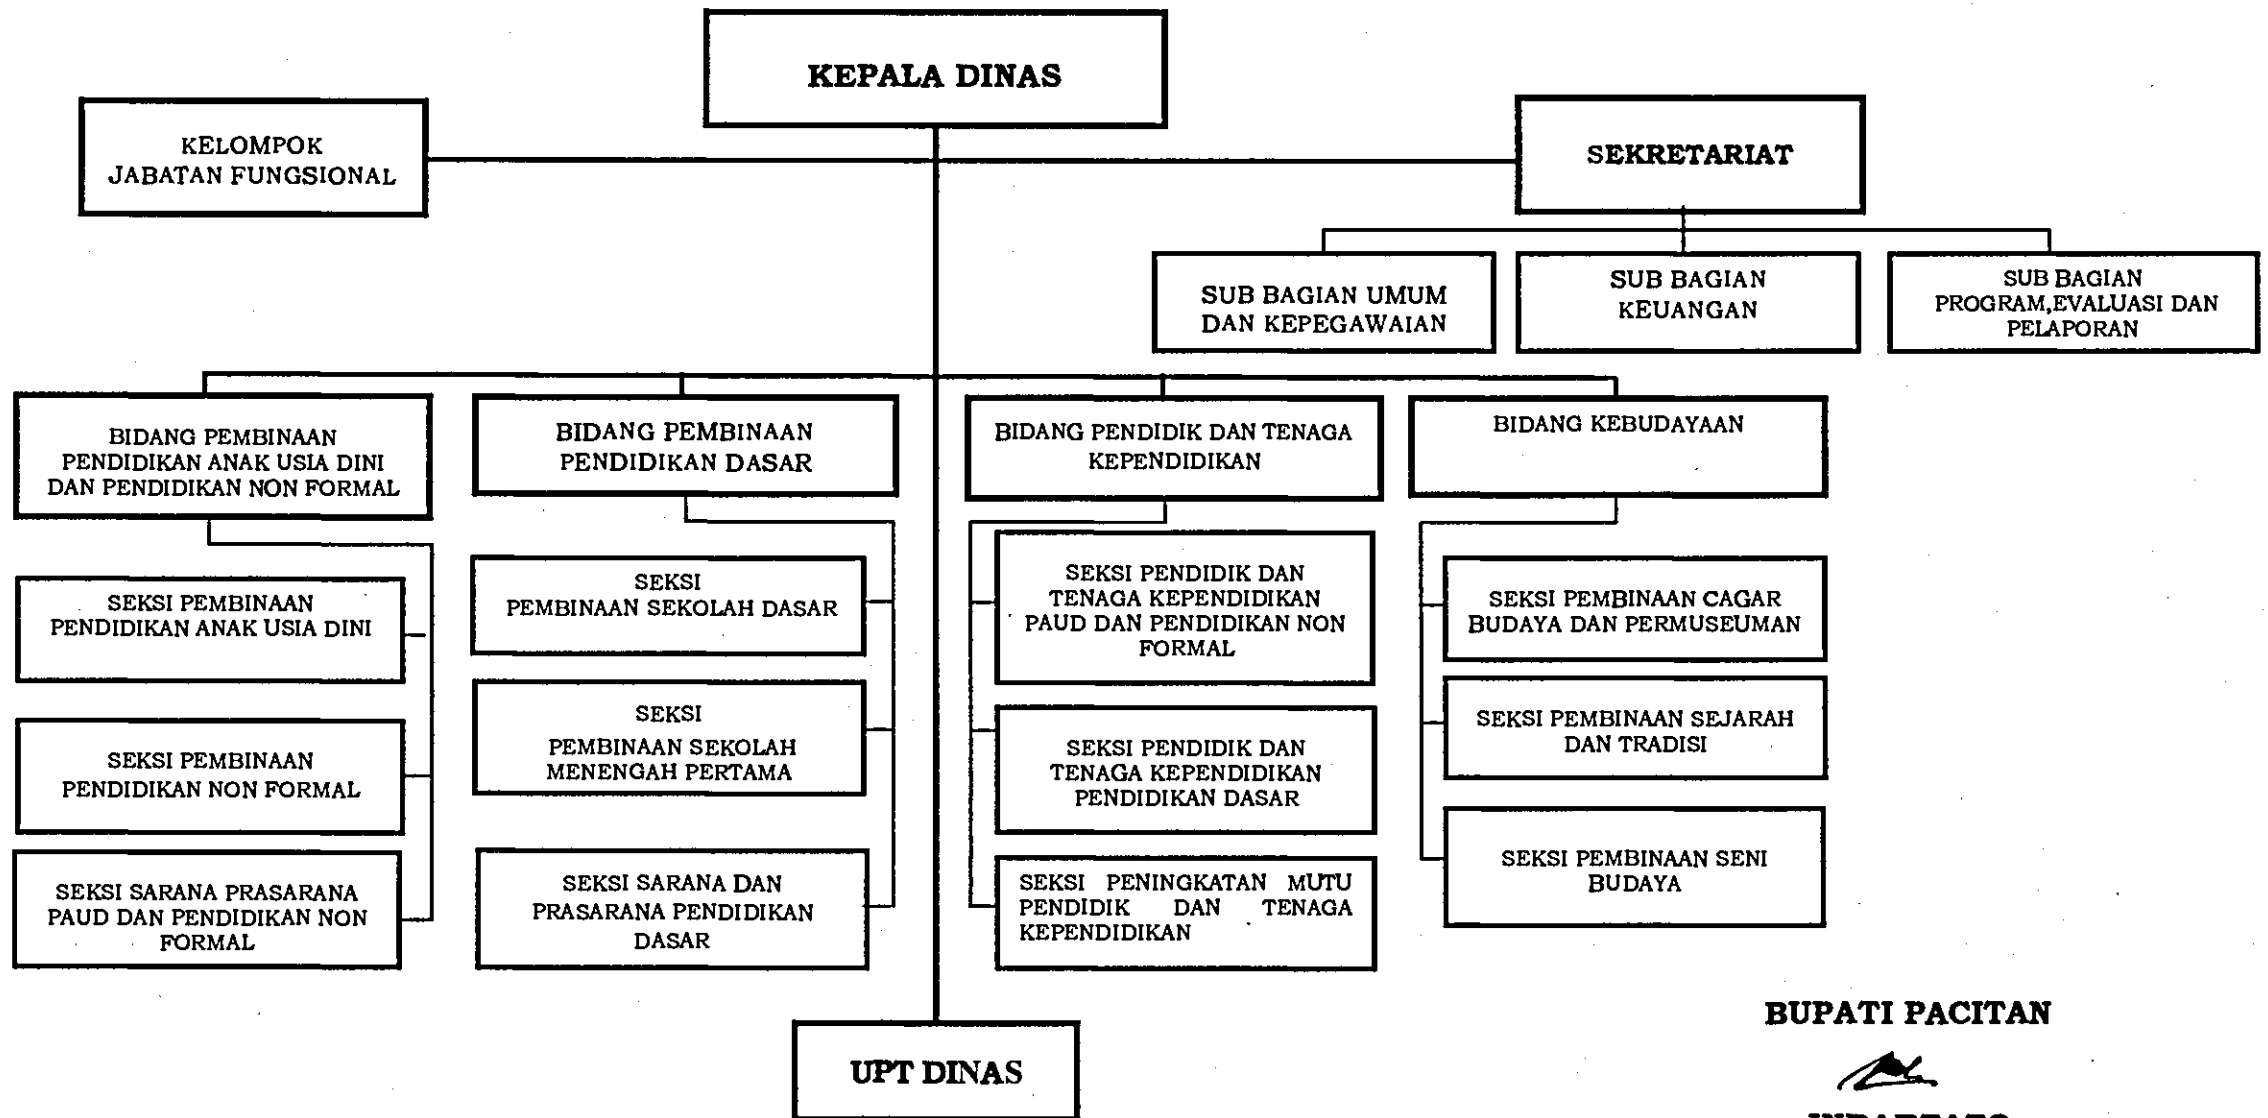 KEPALA DINAS
KELOMPOK
JABATAN FUNGSIONAL
SEKRETARIAT
SUB BAGIAN UMUM
DAN KEPEGAWAIAN
SUB BAGIAN
KEUANGAN
SUB BAGIAN
PROGRAM,EVALUASI DAN
PELAPORAN
BIDANG PEMBINAAN
PENDIDIKAN ANAK USIA DINI
DAN PENDIDIKAN NON FORMAL
BIDANG PEMBINAAN
PENDIDIKAN DASAR
BIDANG PENDIDIK DAN TENAGA
KEPENDIDIKAN
BIDANG KEBUDAYAAN
SEKSI PEMBINAAN
PENDIDIKAN ANAK USIA DINI
SEKSI PEMBINAAN
PENDIDIKAN NON FORMAL
SEKSI SARANA PRASARANA
PAUD DAN PENDIDIKAN NON
FORMAL
SEKSI
PEMBINAAN SEKOLAH DASAR
SEKSI
PEMBINAAN SEKOLAH
MENENGAH PERTAMA
SEKSI SARANA DAN
PRASARANA PENDIDIKAN
DASAR
SEKSI PENDIDIK DAN
TENAGA KEPENDIDIKAN
PAUD DAN PENDIDIKAN NON
FORMAL
SEKSI PENDIDIK DAN
TENAGA KEPENDIDIKAN
PENDIDIKAN DASAR
SEKSI PENINGKATAN MUTU
PENDIDIK DAN TENAGA
KEPENDIDIKAN
SEKSI PEMBINAAN CAGAR
BUDAYA DAN PERMUSEUMAN
SEKSI PEMBINAAN SEJARAH
DAN TRADISI
SEKSI PEMBINAAN SENI
BUDAYA
UPT DINAS
BUPATI PACITAN